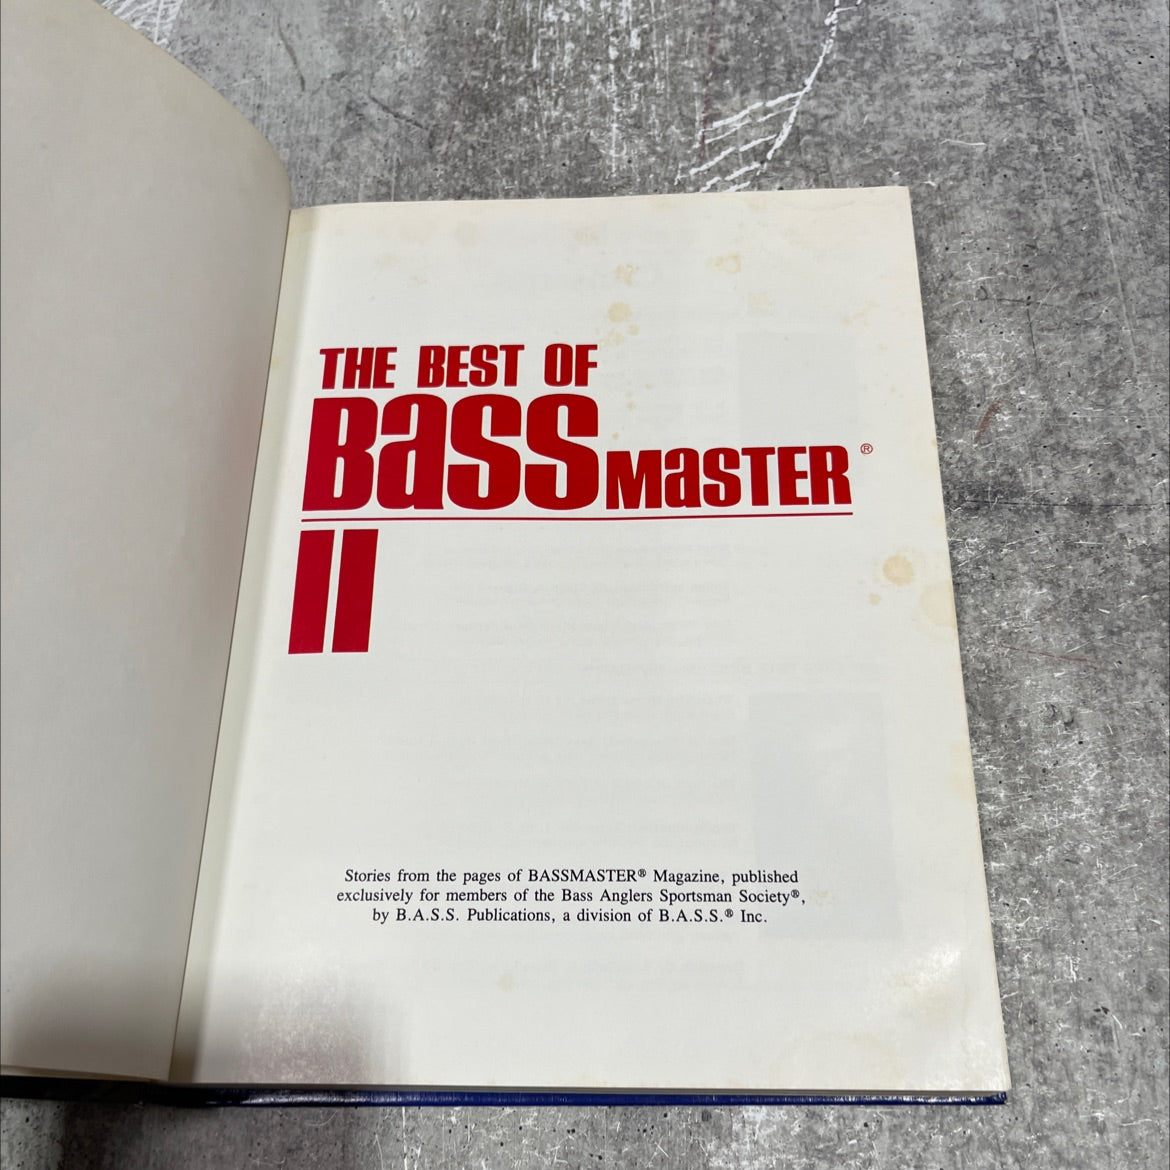 THE BEST OF
BASSMASTER®
II
Stories from the pages of BASSMASTER® Magazine, published
exclusively for members of the Bass Anglers Sportsman Society®,
by B.A.S.S. Publications, a division of B.A.S.S.® Inc.